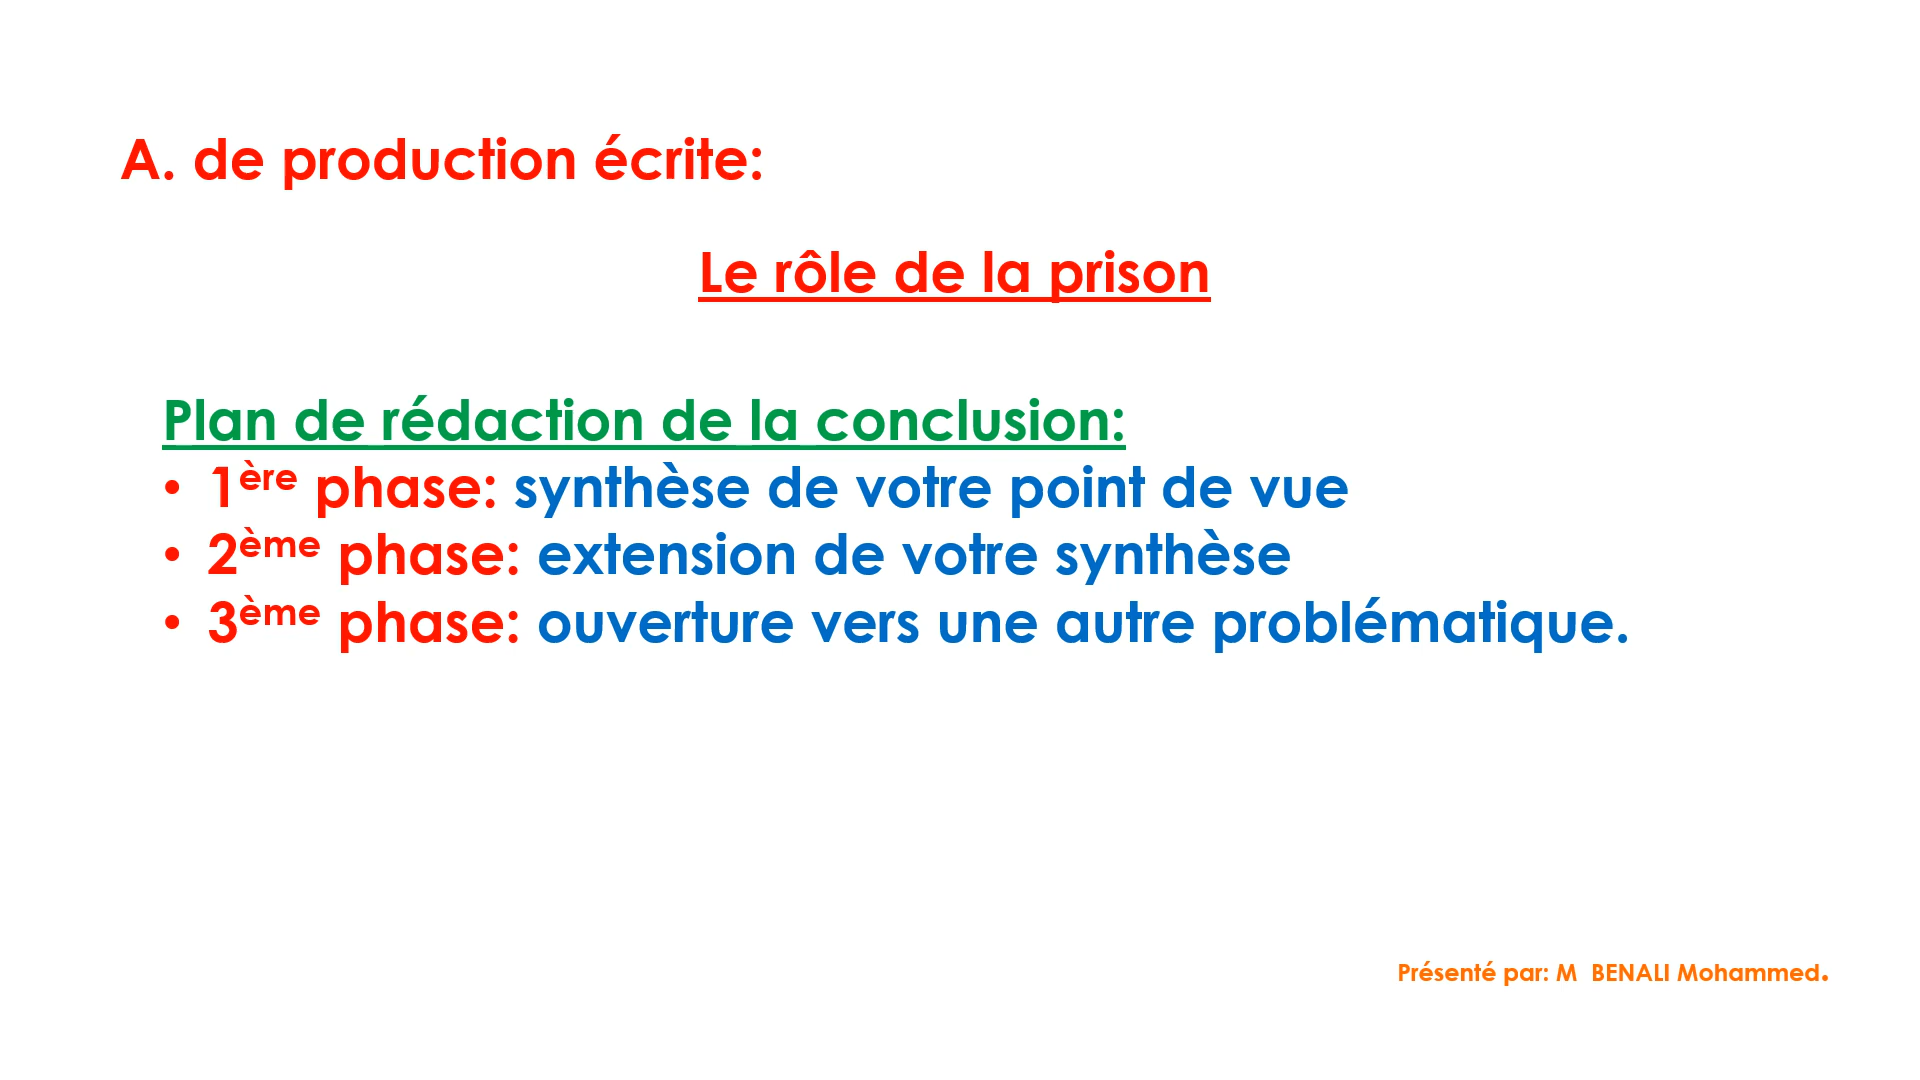 A. de production écrite:
Le rôle de la prison
Plan de rédaction de la conclusion:
• 1ère phase: synthèse de votre point de vue
• 2ème phase: extension de votre synthèse
• 3ème phase: ouverture vers une autre problématique.
Présenté par: M  BENALI Mohammed.